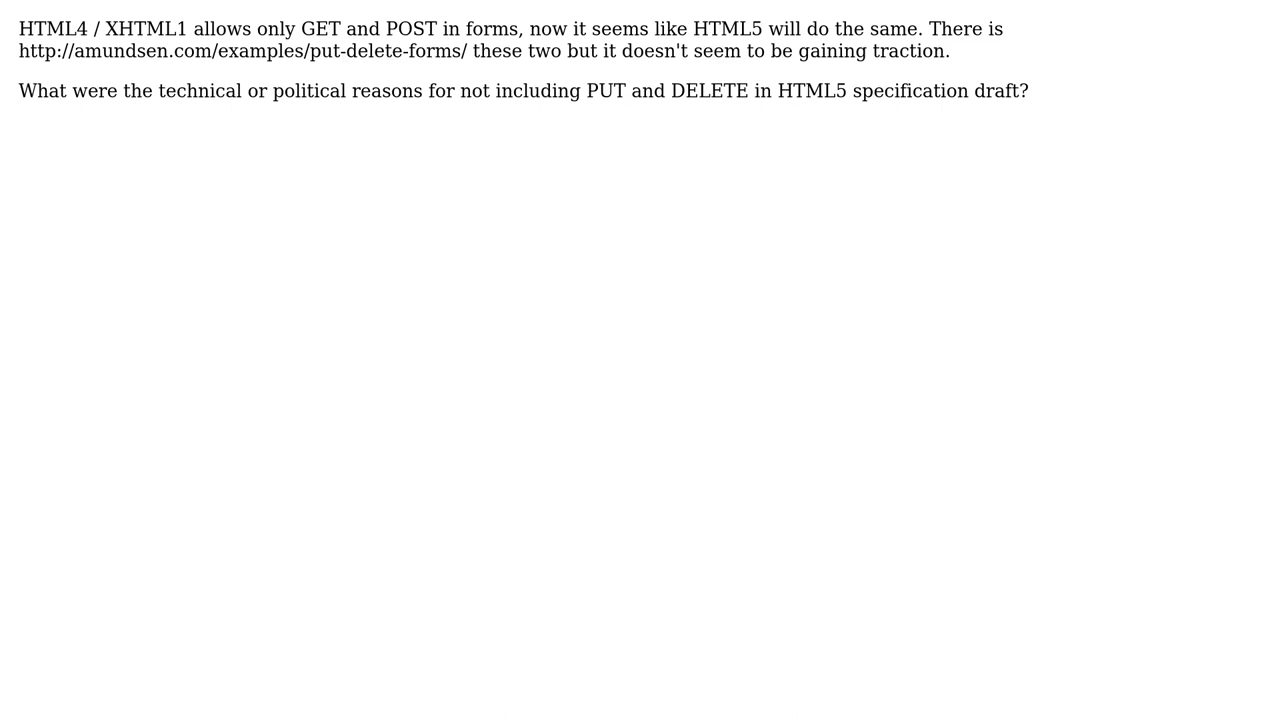 HTML4 / XHTML1 allows only GET and POST in forms, now it seems like HTML5 will do the same. There is
http://amundsen.com/examples/put-delete-forms/ these two but it doesn't seem to be gaining traction.
What were the technical or political reasons for not including PUT and DELETE in HTML5 specification draft?